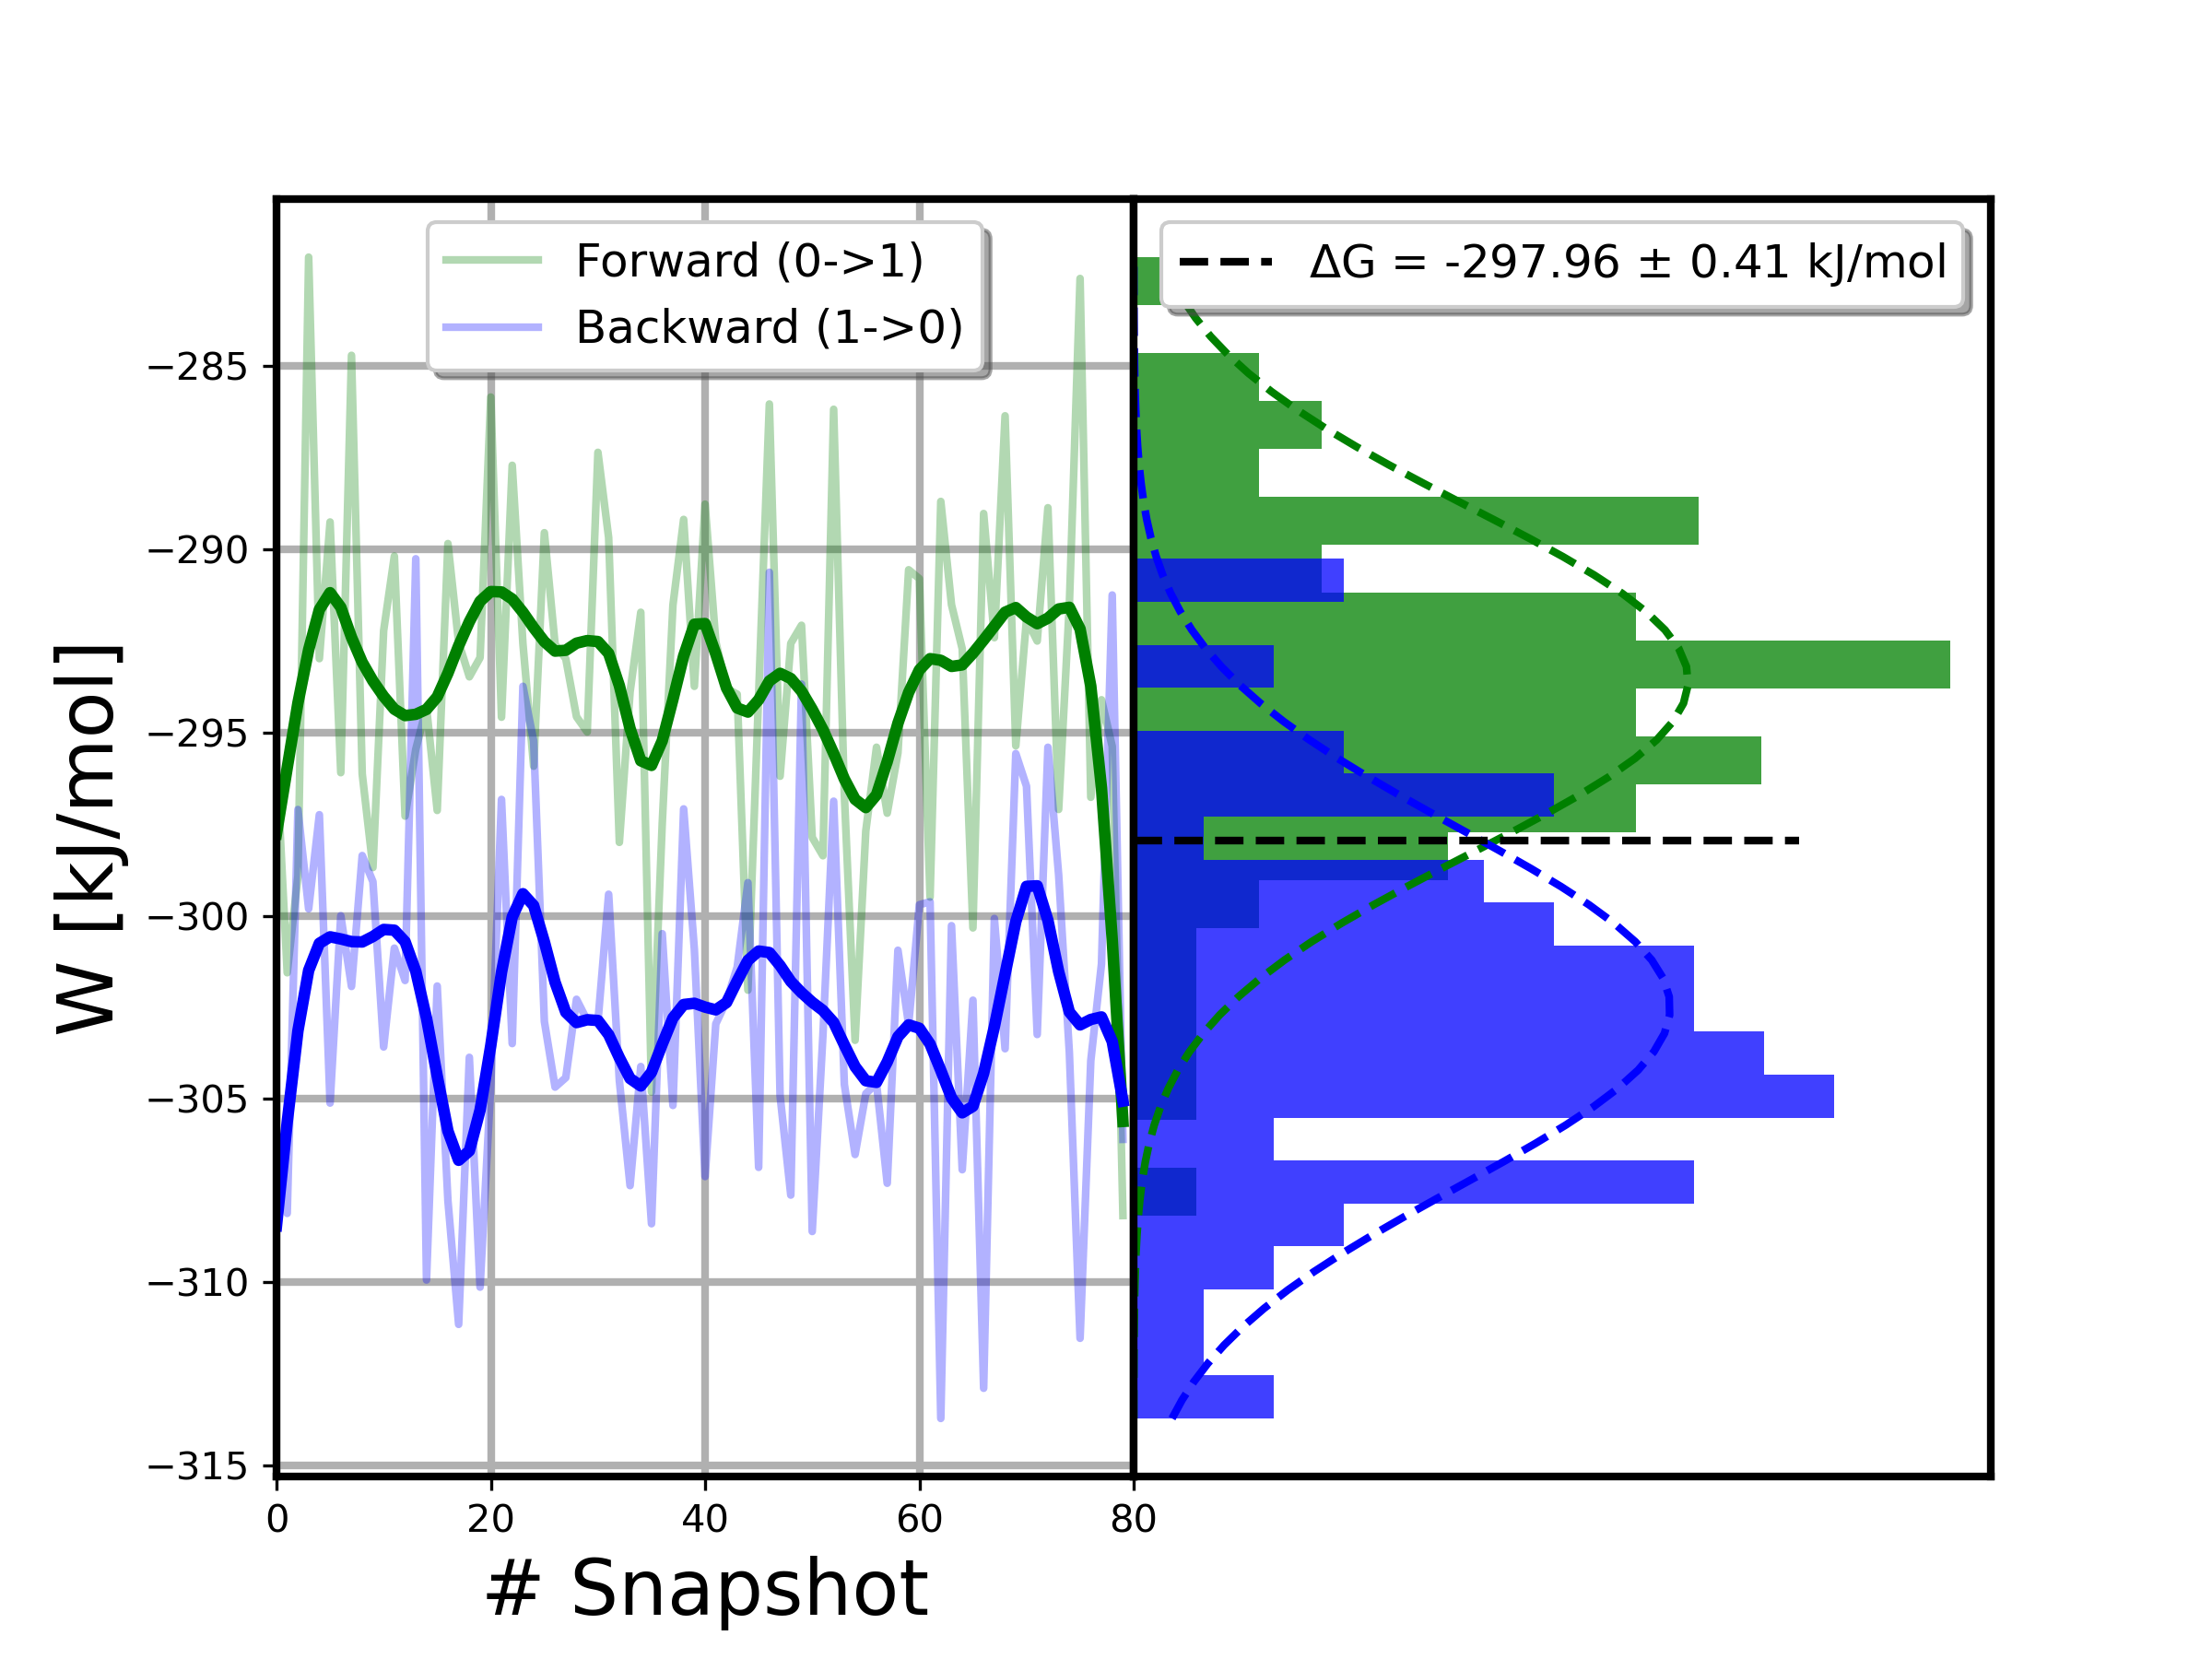 Forward (0->1)
Backward (1->0)
ΔG = -297.96 ± 0.41 kJ/mol
W [kJ/mol]
−285
−290
−295
−300
−305
−310
−315
0 20 40 60 80
# Snapshot